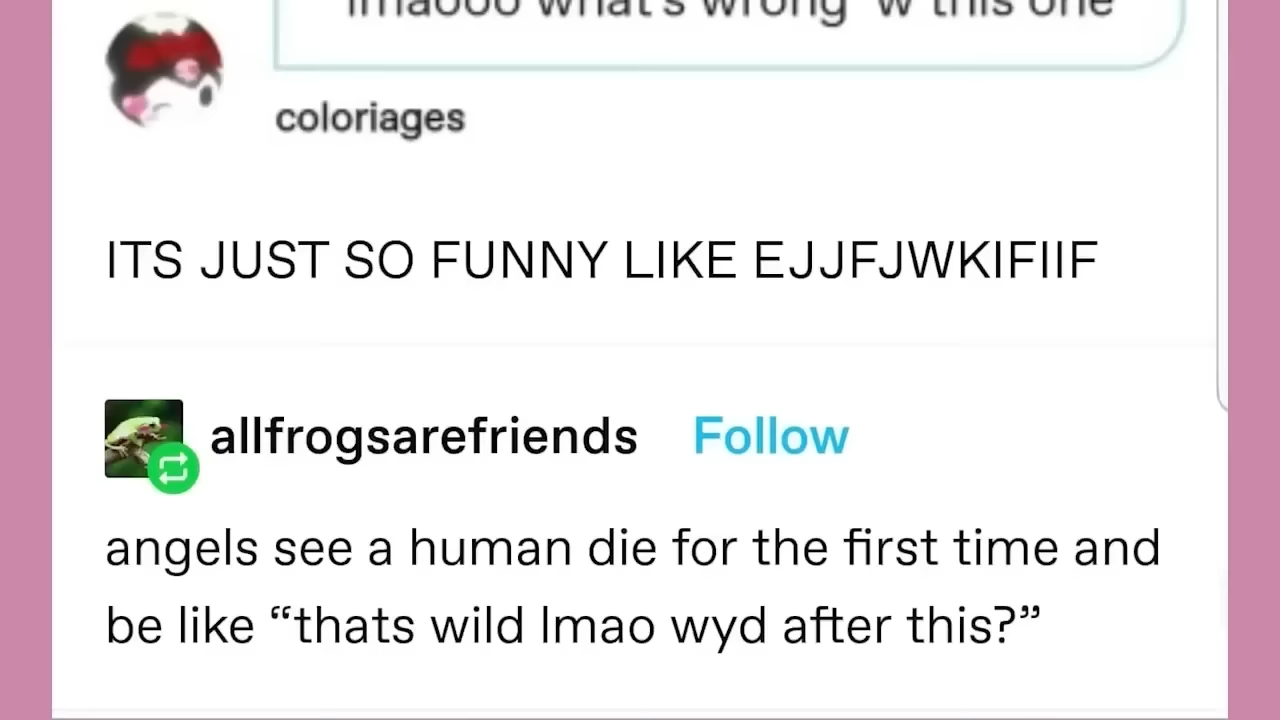 lmaooo what's wrong w this one
coloriages
ITS JUST SO FUNNY LIKE EJJFJWKIFIIF
allfrogsarefriends Follow
angels see a human die for the first time and
be like “thats wild lmao wyd after this?”